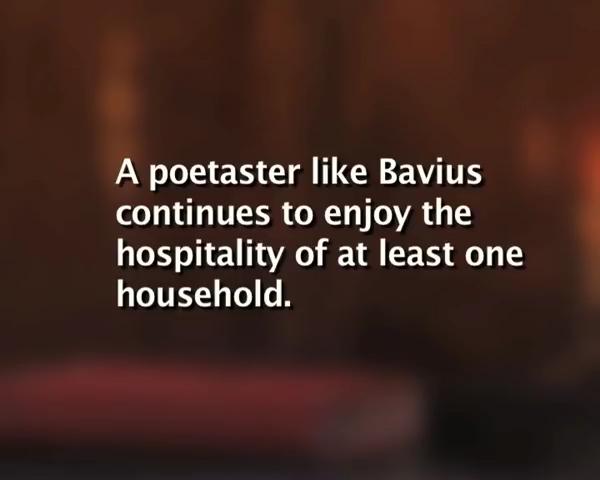 A poetaster like Bavius
continues to enjoy the
hospitality of at least one
household.